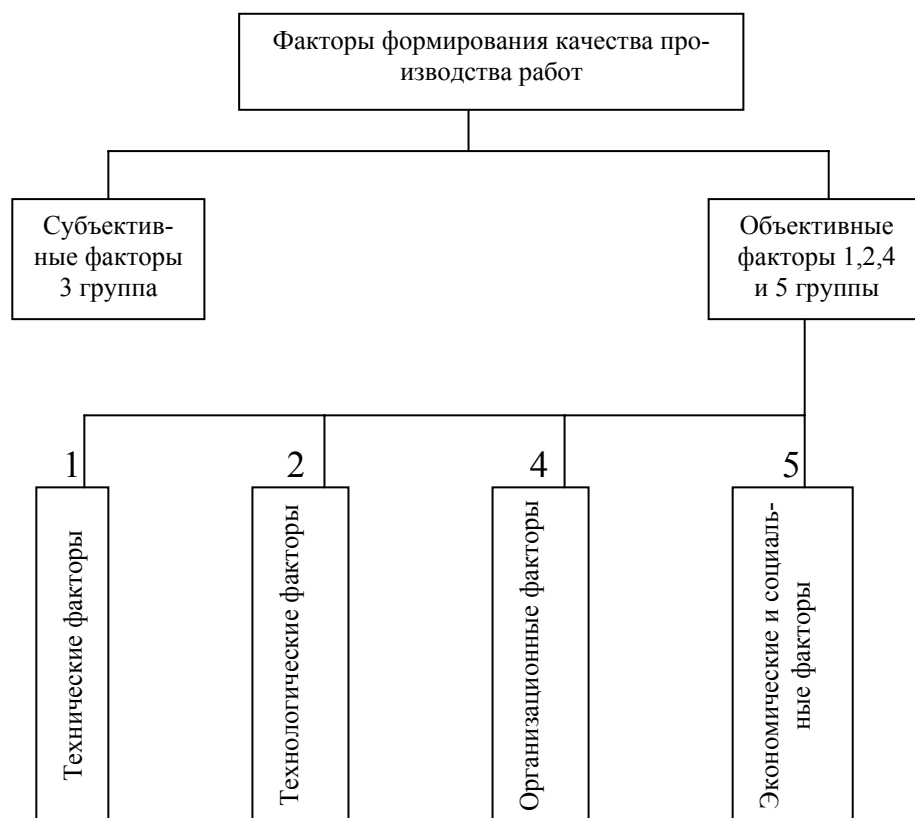 Факторы формирования качества про-
изводства работ
Субъектив-
ные факторы
3 группа
Объективные
факторы 1,2,4
и 5 группы
1
2
4
5
Технические факторы
Технологические факторы
Организационные факторы
Экономические и социаль-
ные факторы